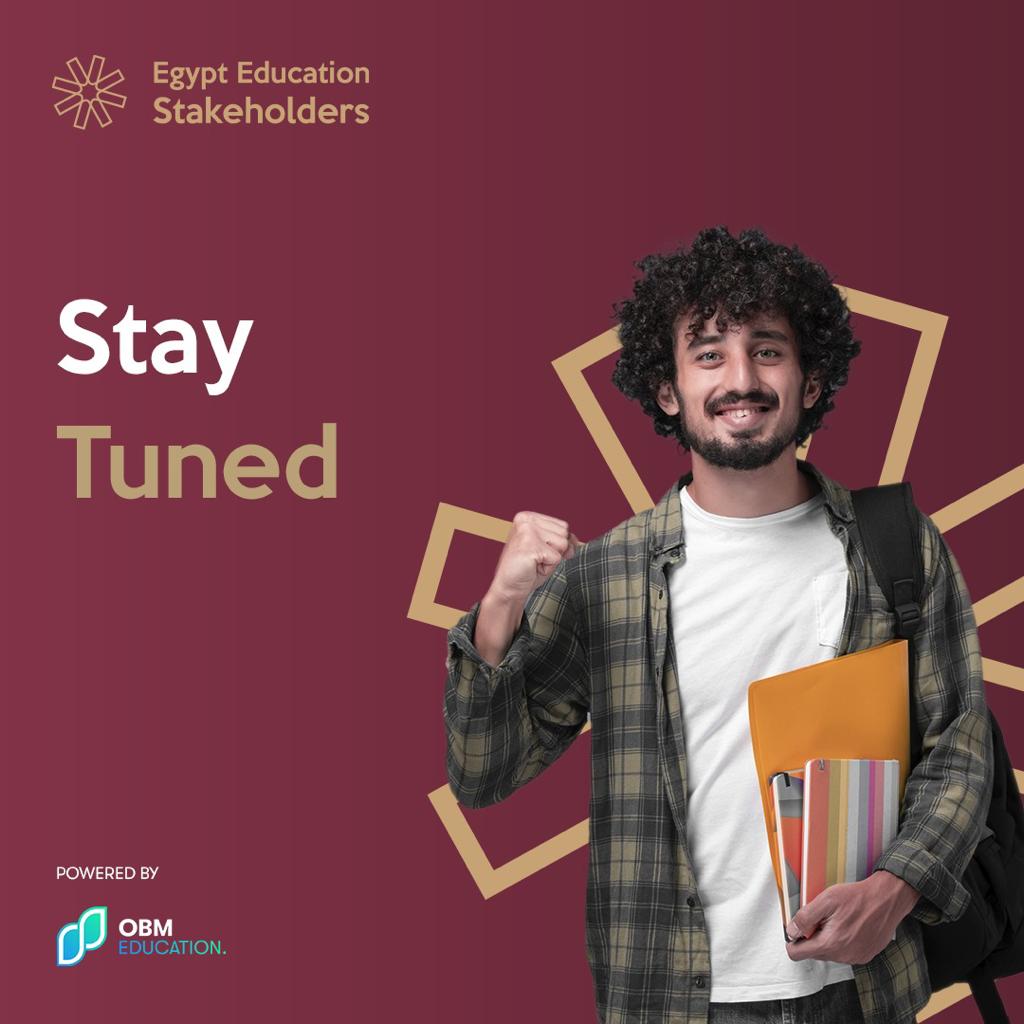 Egypt Education
Stakeholders
Stay
Tuned
POWERED BY
OBM
EDUCATION.